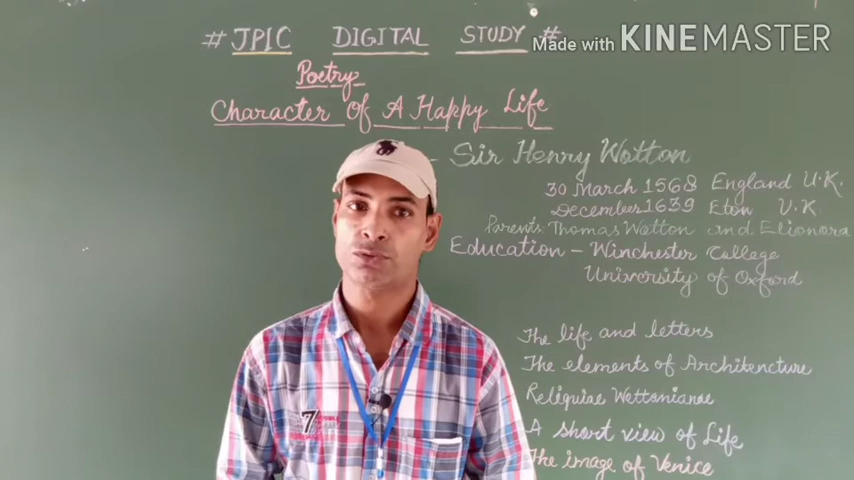 # JPIC DIGITAL STUDY #
Made with KINEMASTER
Poetry
Character of A Happy Life
- Sir Henry Wotton
30 March 1568 England U.K.
December 1639 Eton U.K
Parents: Thomas Wotton and Elionora
Education - Winchester College
University of Oxford
The life and letters
The elements of Architencture
Reliquiae Wottonianae
A short view of Life
The image of Venice
7